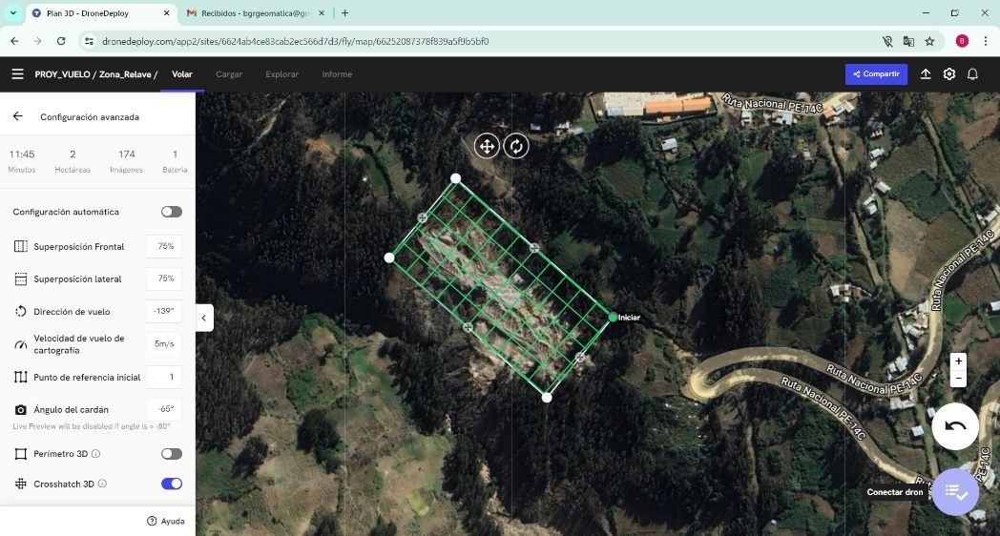 Plan 3D - DroneDeploy
Recibidos - bgrgeomatica@gm
dronedeploy.com/app2/sites/6624ab4ce83cab2ec566d7d3/fly/map/66252087378f839a5f9b5bf0
B
PROY_VUELO / Zona_Relave /
Volar
Cargar
Explorar
Informe
Compartir
Configuración avanzada
11:45
2
174
1
Minutos
Hectáreas
Imágenes
Batería
Configuración automática
Superposición Frontal
75%
Superposición lateral
75%
Dirección de vuelo
-139°
Velocidad de vuelo de
cartografía
5m/s
Punto de referencia inicial
1
Ángulo del cardán
-65°
Live Preview will be disabled if angle is > -80°
Perímetro 3D
Crosshatch 3D
Ayuda
Ruta Nacional PE-14C
Ruta Nacional PE-14C
Iniciar
Ruta Nacional PE-14C
Ruta Nacional PE-14C
PE-14C
Conectar dron